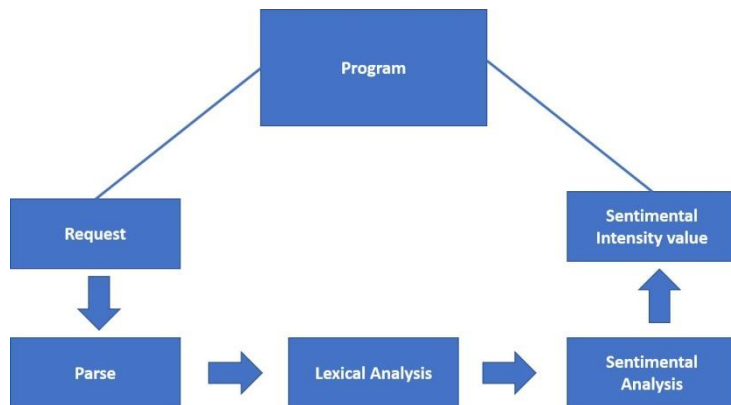 Program
Request
Sentimental
Intensity value
Parse
Lexical Analysis
Sentimental
Analysis